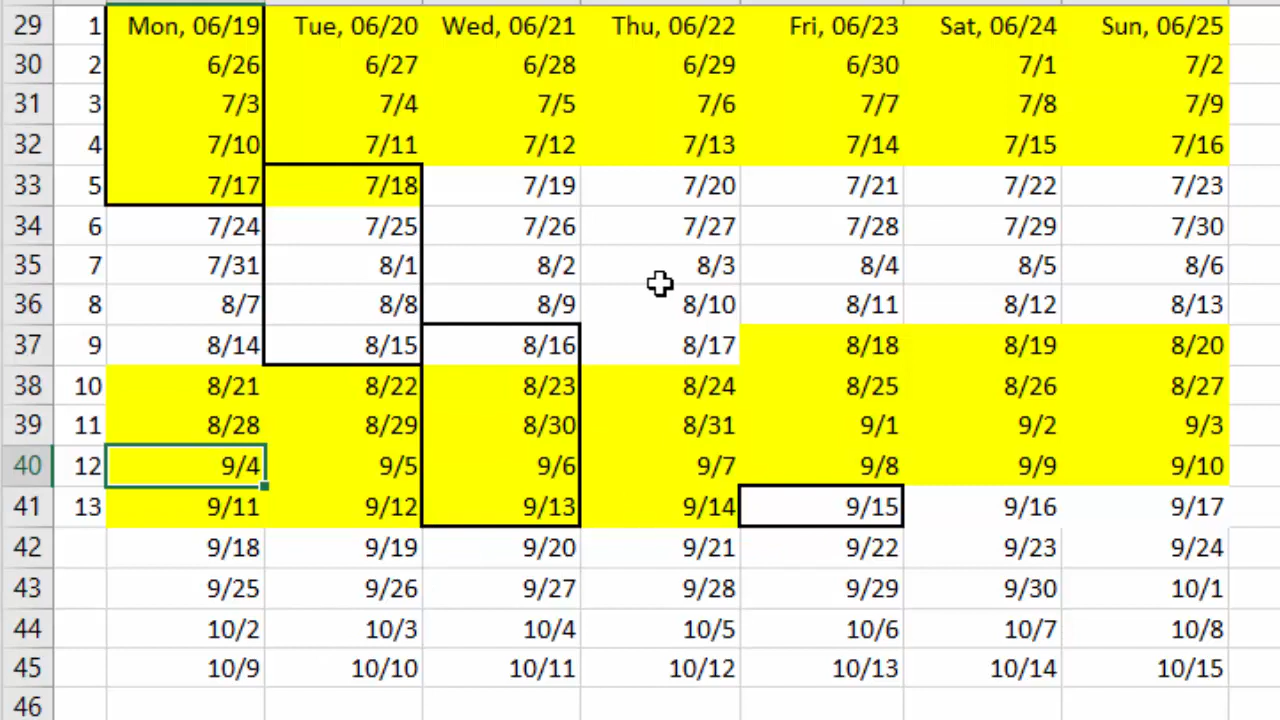 29 1 Mon, 06/19 Tue, 06/20 Wed, 06/21 Thu, 06/22 Fri, 06/23 Sat, 06/24 Sun, 06/25
30 2 6/26 6/27 6/28 6/29 6/30 7/1 7/2
31 3 7/3 7/4 7/5 7/6 7/7 7/8 7/9
32 4 7/10 7/11 7/12 7/13 7/14 7/15 7/16
33 5 7/17 7/18 7/19 7/20 7/21 7/22 7/23
34 6 7/24 7/25 7/26 7/27 7/28 7/29 7/30
35 7 7/31 8/1 8/2 8/3 8/4 8/5 8/6
36 8 8/7 8/8 8/9 8/10 8/11 8/12 8/13
37 9 8/14 8/15 8/16 8/17 8/18 8/19 8/20
38 10 8/21 8/22 8/23 8/24 8/25 8/26 8/27
39 11 8/28 8/29 8/30 8/31 9/1 9/2 9/3
40 12 9/4 9/5 9/6 9/7 9/8 9/9 9/10
41 13 9/11 9/12 9/13 9/14 9/15 9/16 9/17
42 9/18 9/19 9/20 9/21 9/22 9/23 9/24
43 9/25 9/26 9/27 9/28 9/29 9/30 10/1
44 10/2 10/3 10/4 10/5 10/6 10/7 10/8
45 10/9 10/10 10/11 10/12 10/13 10/14 10/15
46